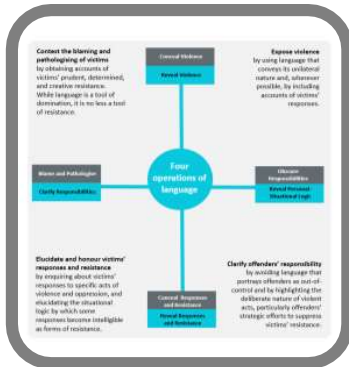 Contest the blaming and
pathologising of victims
by obtaining accounts of
victims' prudent, determined,
and creative resistance.
While language is a tool of
domination, it is no less a tool
of resistance.
Conceal Violence
Reveal Violence
Expose violence
by using language that
conveys its unilateral
nature and, whenever
possible, by including
accounts of victims'
responses.
Blame and Pathologise
Clarify Responsibilities
Four
operations of
language
Obscure
Responsibilities
Reveal Personal-
Situational Logic
Elucidate and honour victims'
responses and resistance
by enquiring about victims'
responses to specific acts of
violence and oppression, and
elucidating the situational
logic by which some
responses become intelligible
as forms of resistance.
Conceal Responses
and Resistance
Reveal Responses
and Resistance
Clarify offenders' responsibility
by avoiding language that
portrays offenders as out-of-
control and by highlighting the
deliberate nature of violent
acts, particularly offenders'
strategic efforts to suppress
victims' resistance.